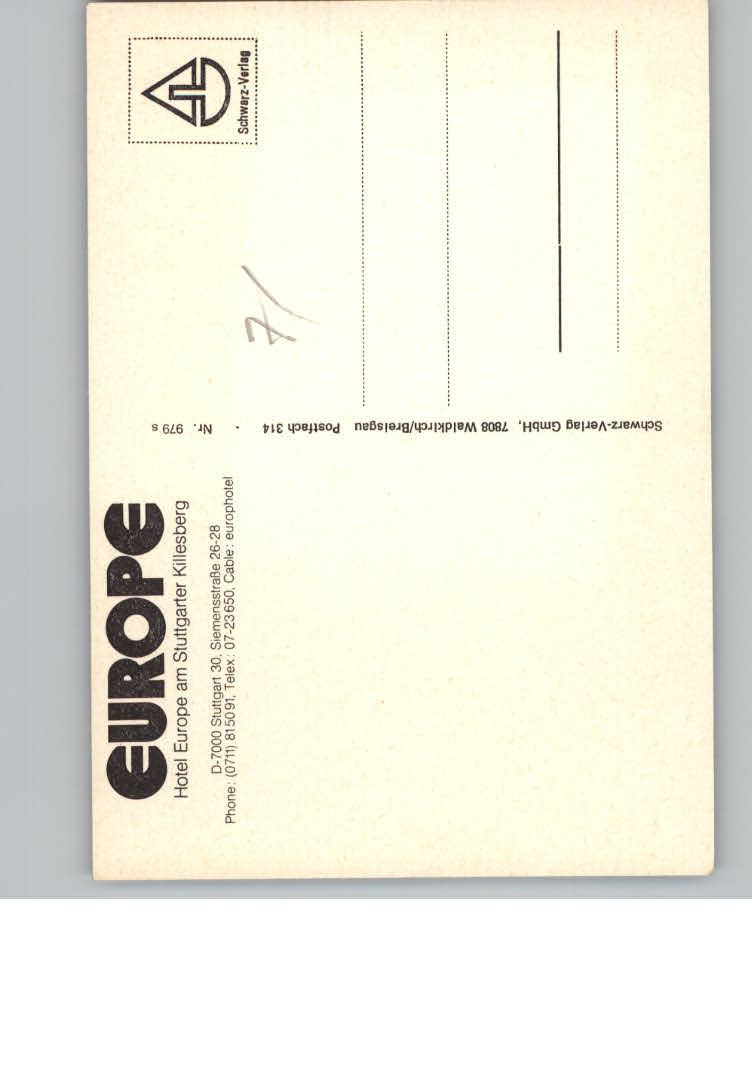 EUROPE
Hotel Europe am Stuttgarter Killesberg
D-7000 Stuttgart 30, Siemensstraße 26-28
Phone: (0711) 815091, Telex: 07-23650, Cable: europhotel
Schwarz-Verlag GmbH, 7808 Waldkirch/Breisgau Postfach 314 · Nr. 979 s
Schwarz-Verlag
7/